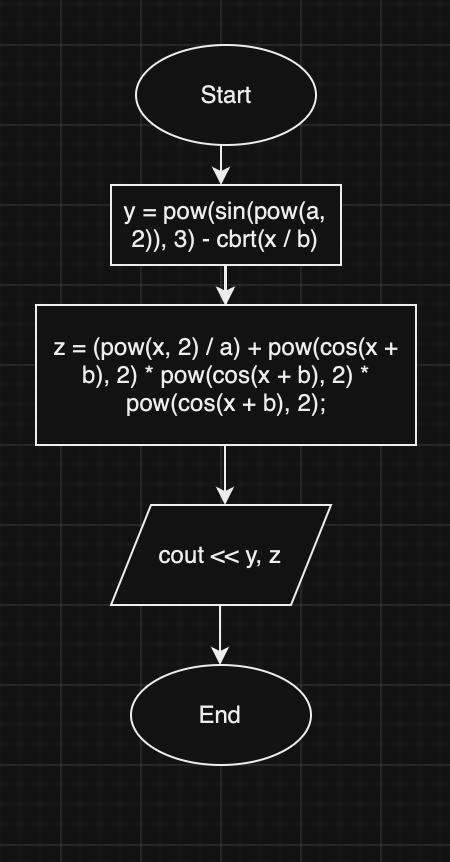 Start
y = pow(sin(pow(a,
2)), 3) - cbrt(x / b)
z = (pow(x, 2) / a) + pow(cos(x +
b), 2) * pow(cos(x + b), 2) *
pow(cos(x + b), 2);
cout << y, z
End